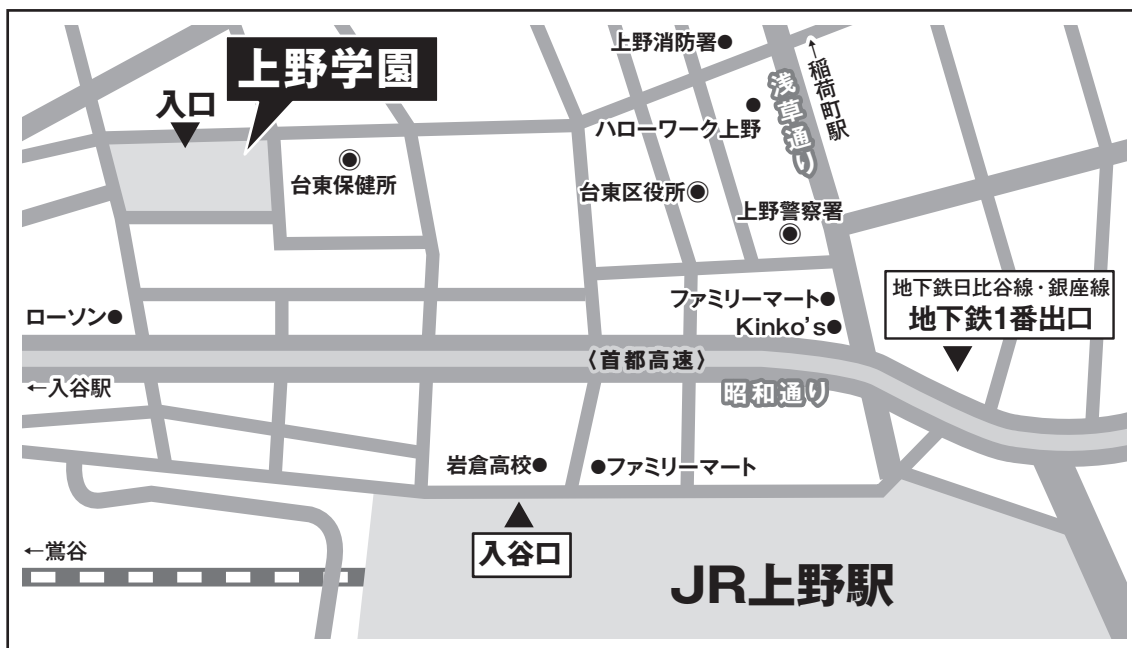 上野消防署
上野学園
入口
←稲荷町駅
浅草通り
ハローワーク上野
台東保健所
台東区役所
上野警察署
地下鉄日比谷線・銀座線
地下鉄1番出口
ファミリーマート
Kinko's
ローソン
〈首都高速〉
←入谷駅
昭和通り
岩倉高校
ファミリーマート
入谷口
←鴬谷
JR上野駅